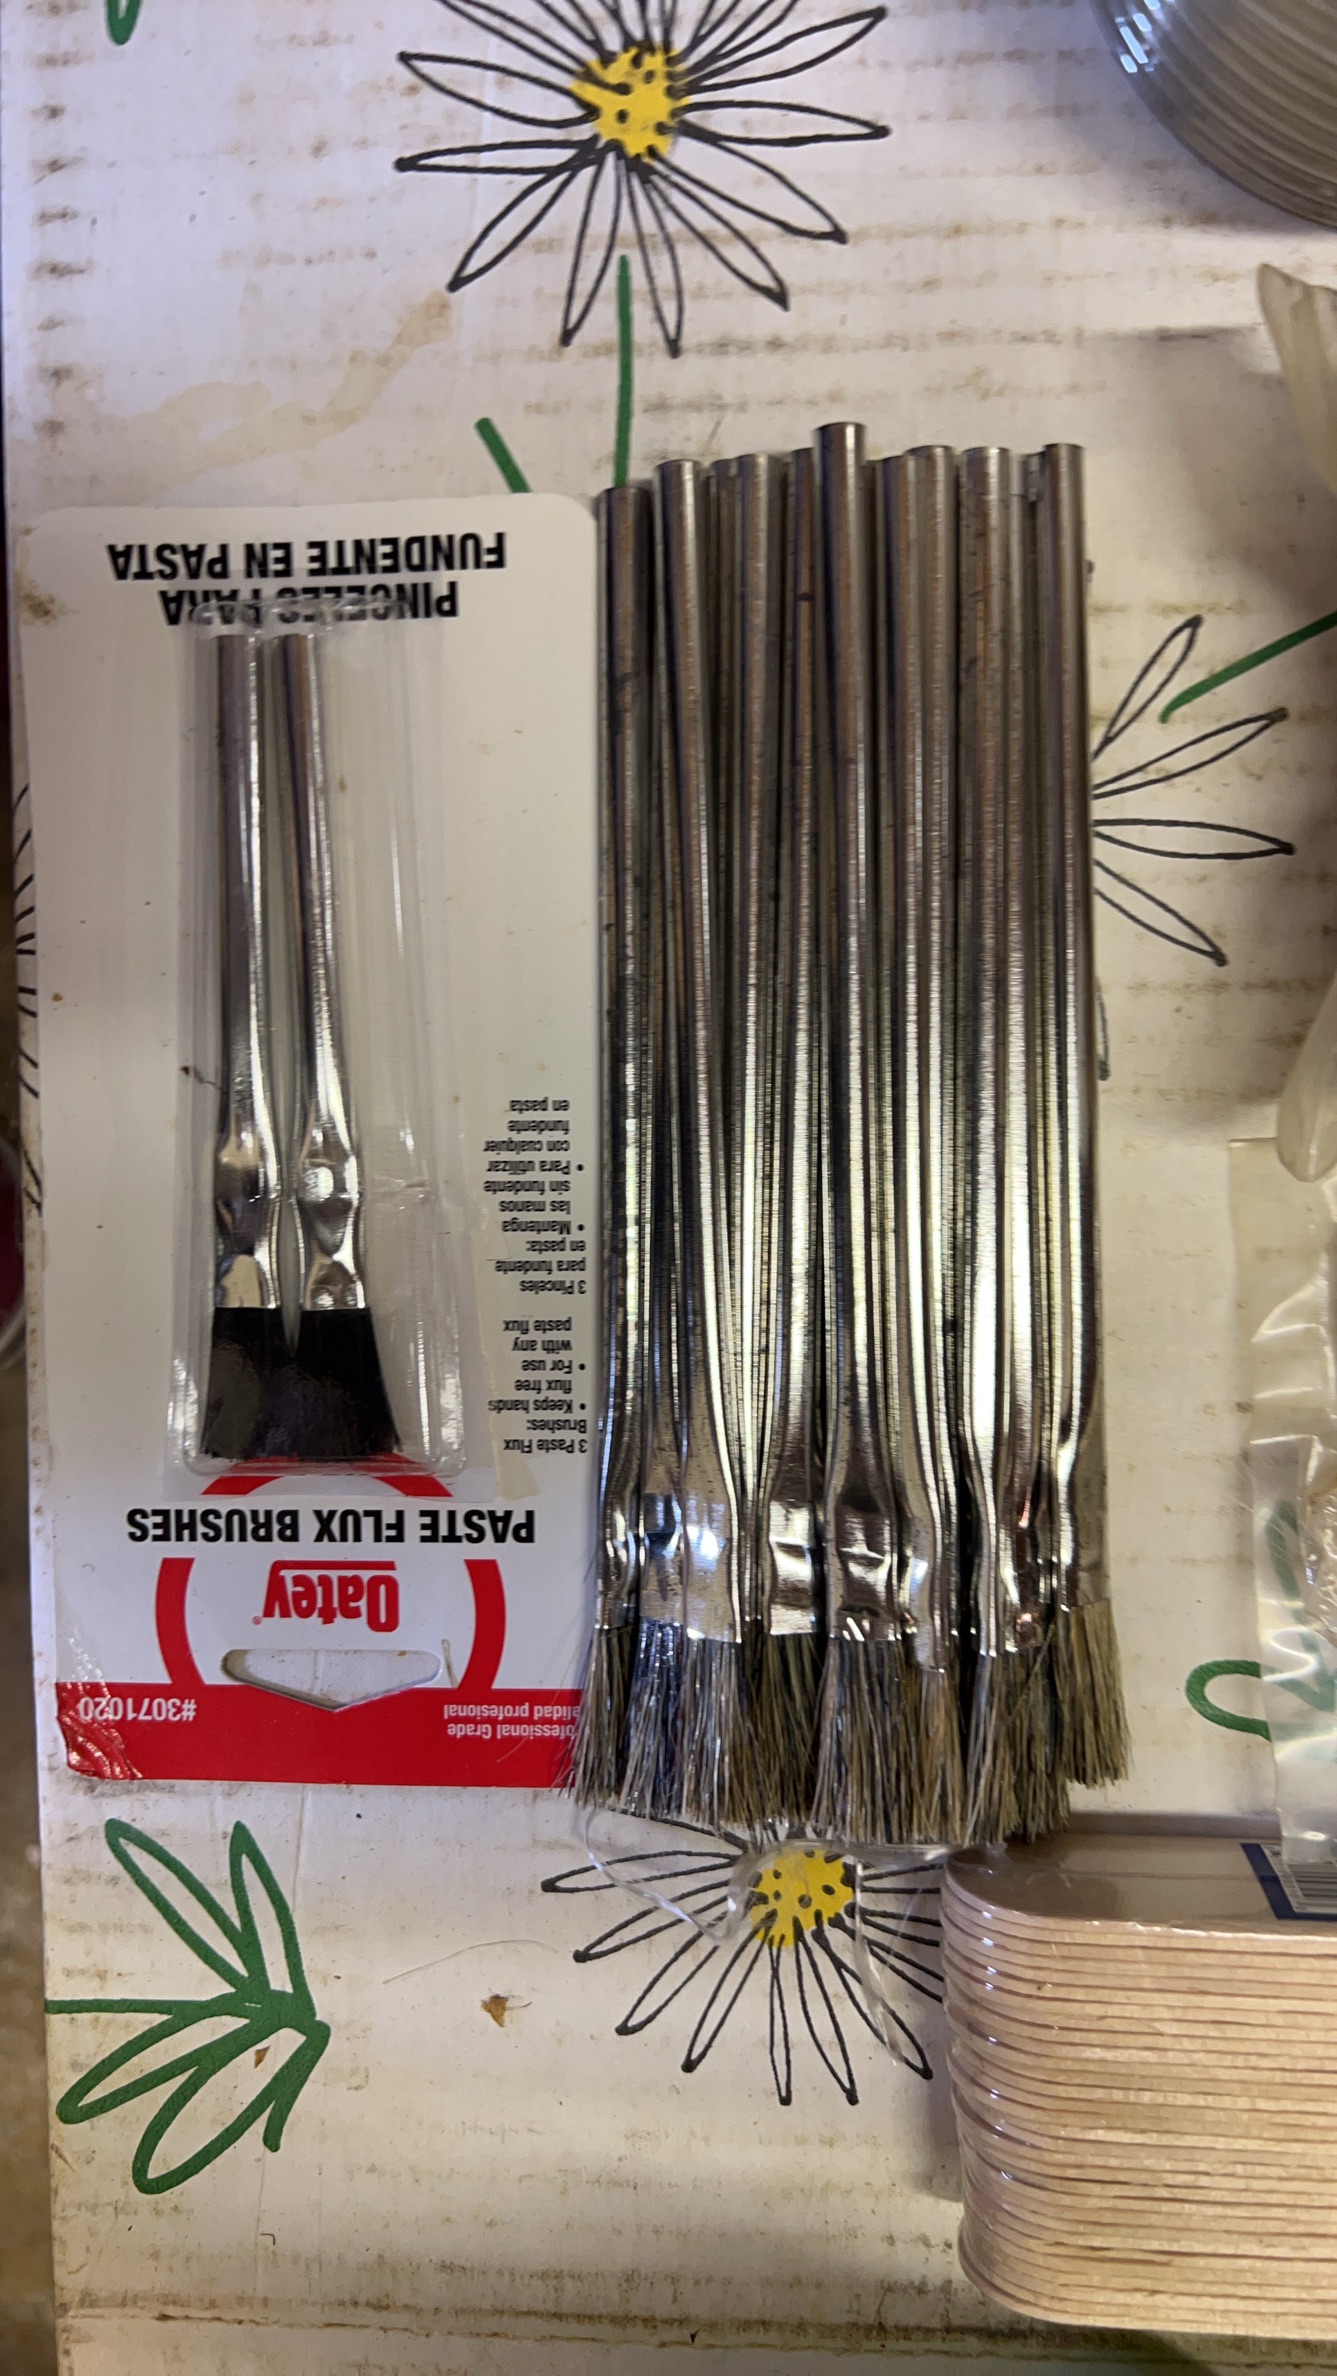 #3071020
Oatey®
PASTE FLUX BRUSHES
3 Paste Flux
Brushes:
• Keeps hands
flux free
• For use
with any
paste flux
3 Pinceles
para fundente
en pasta:
• Mantenga
las manos
sin fundente
• Para utilizar
con cualquier
fundente
en pasta
PINCELES PARA
FUNDENTE EN PASTA
ofessional Grade
alidad profesional